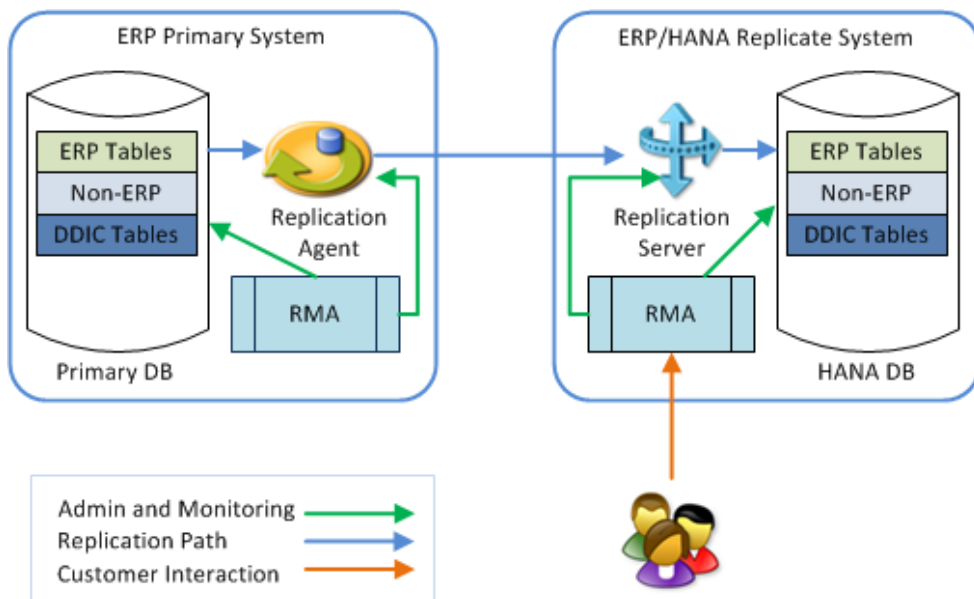 ERP Primary System
ERP Tables
Non-ERP
DDIC Tables
Replication
Agent
RMA
Primary DB
ERP/HANA Replicate System
Replication
Server
ERP Tables
Non-ERP
DDIC Tables
RMA
HANA DB
Admin and Monitoring
Replication Path
Customer Interaction